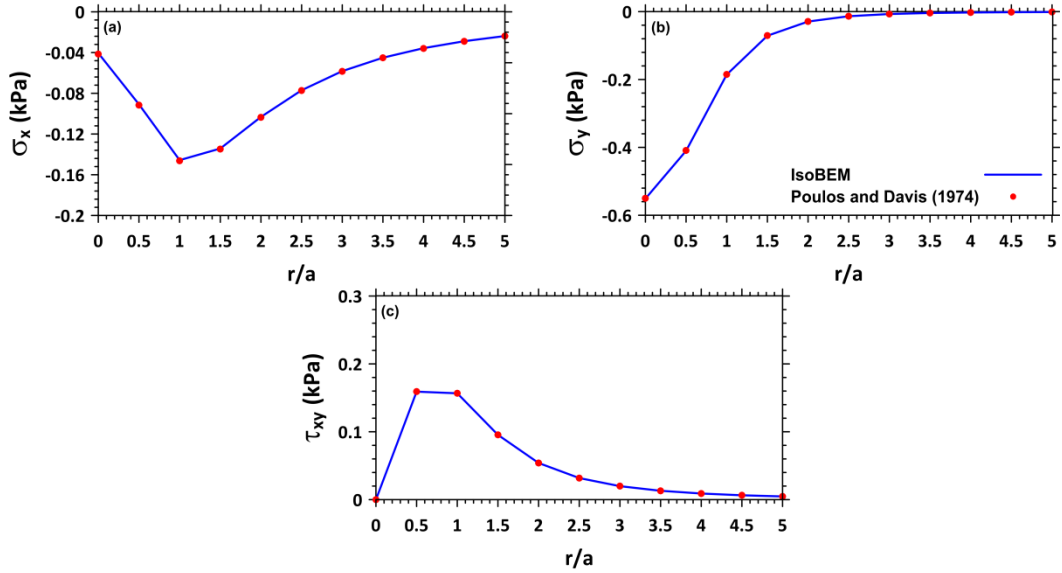 (a)
0
-0.04
-0.08
-0.12
-0.16
-0.2
σx (kPa)
0 0.5 1 1.5 2 2.5 3 3.5 4 4.5 5
r/a
(b)
0
-0.2
-0.4
-0.6
σy (kPa)
IsoBEM
Poulos and Davis (1974)
0 0.5 1 1.5 2 2.5 3 3.5 4 4.5 5
r/a
(c)
0.3
0.2
0.1
0
τxy (kPa)
0 0.5 1 1.5 2 2.5 3 3.5 4 4.5 5
r/a